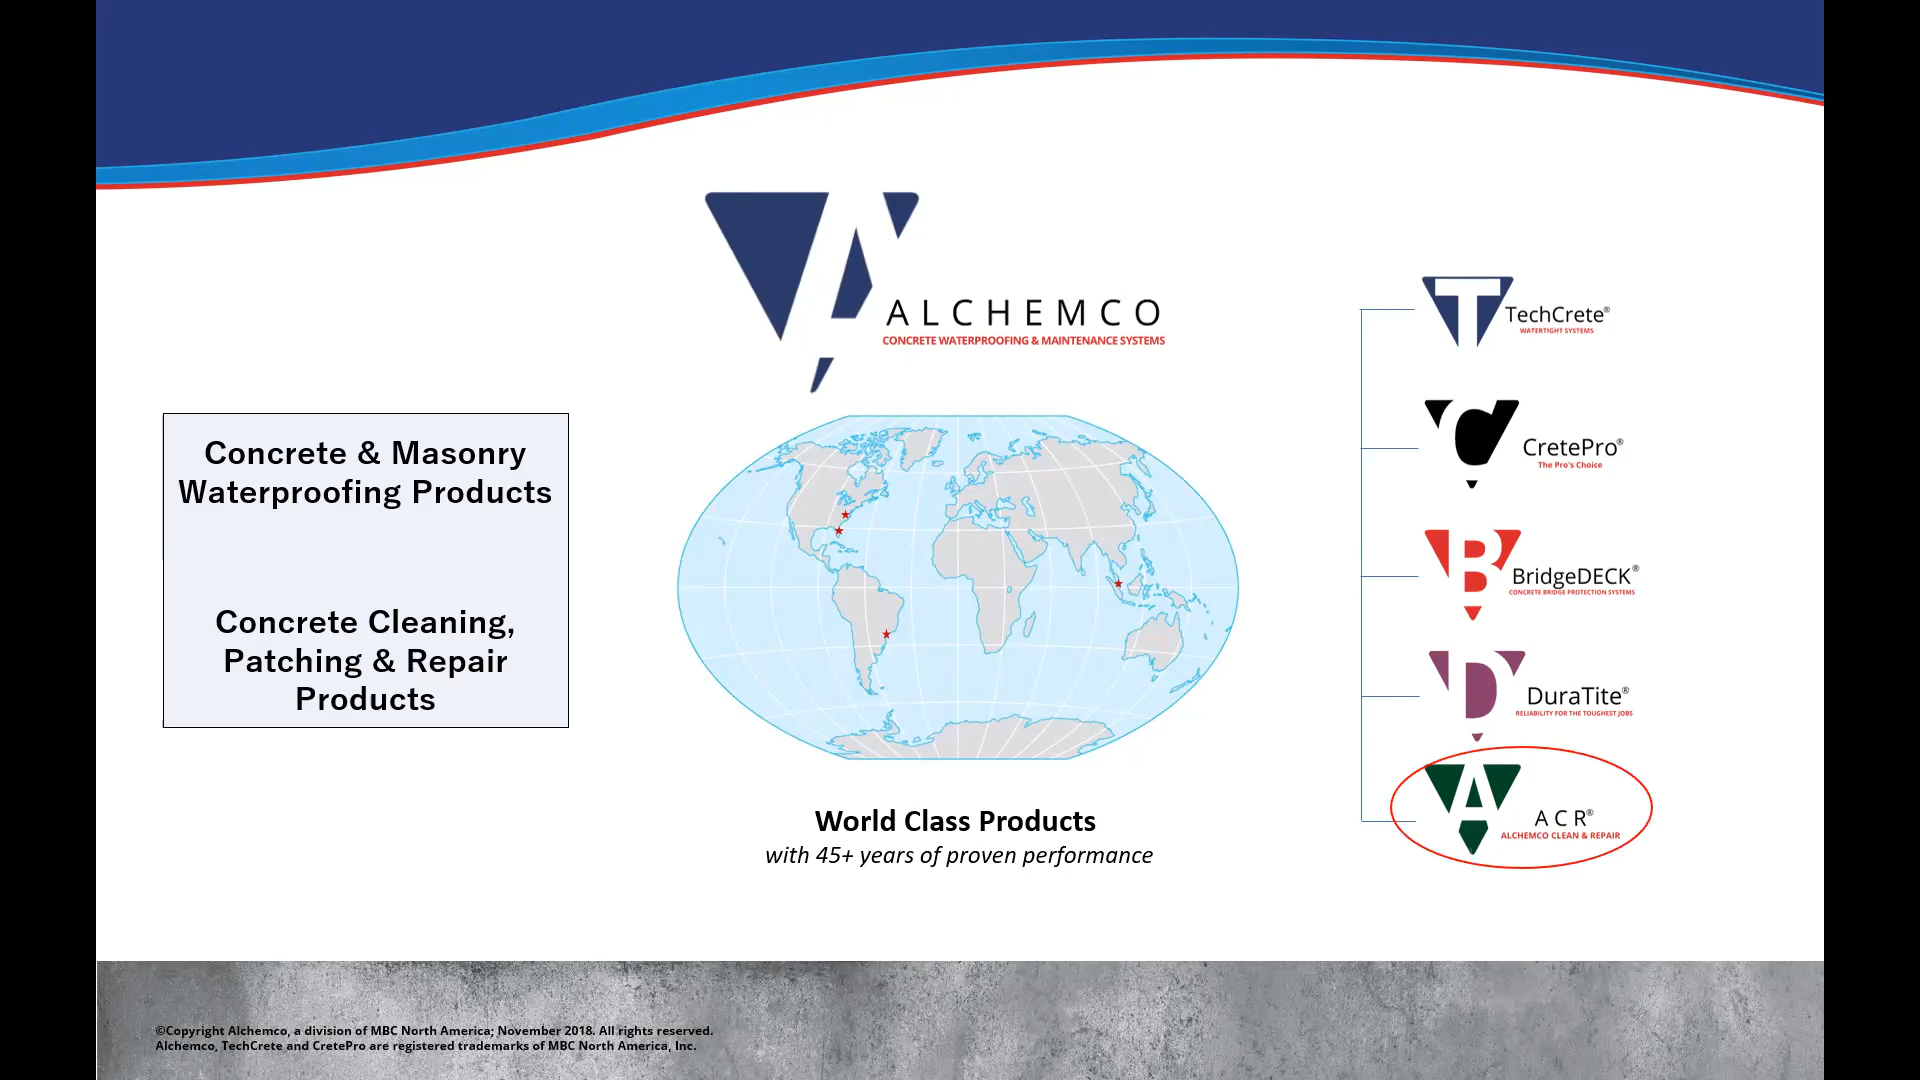 ALCHEMCO
CONCRETE WATERPROOFING & MAINTENANCE SYSTEMS
Concrete & Masonry
Waterproofing Products
Concrete Cleaning,
Patching & Repair
Products
World Class Products
with 45+ years of proven performance
T
TechCrete®
WATERTIGHT SYSTEMS
C
CretePro®
The Pro's Choice
B
BridgeDECK®
CONCRETE BRIDGE PROTECTION SYSTEMS
D
DuraTite®
RELIABILITY FOR THE TOUGHEST JOBS
A
ACR®
ALCHEMCO CLEAN & REPAIR
©Copyright Alchemco, a division of MBC North America; November 2018. All rights reserved.
Alchemco, TechCrete and CretePro are registered trademarks of MBC North America, Inc.